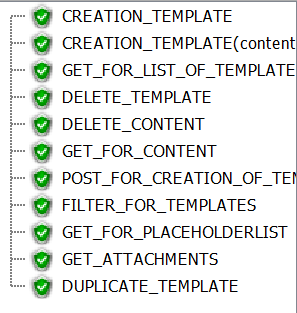 CREATION_TEMPLATE
CREATION_TEMPLATE(content
GET_FOR_LIST_OF_TEMPLATE
DELETE_TEMPLATE
DELETE_CONTENT
GET_FOR_CONTENT
POST_FOR_CREATION_OF_TEM
FILTER_FOR_TEMPLATES
GET_FOR_PLACEHOLDERLIST
GET_ATTACHMENTS
DUPLICATE_TEMPLATE